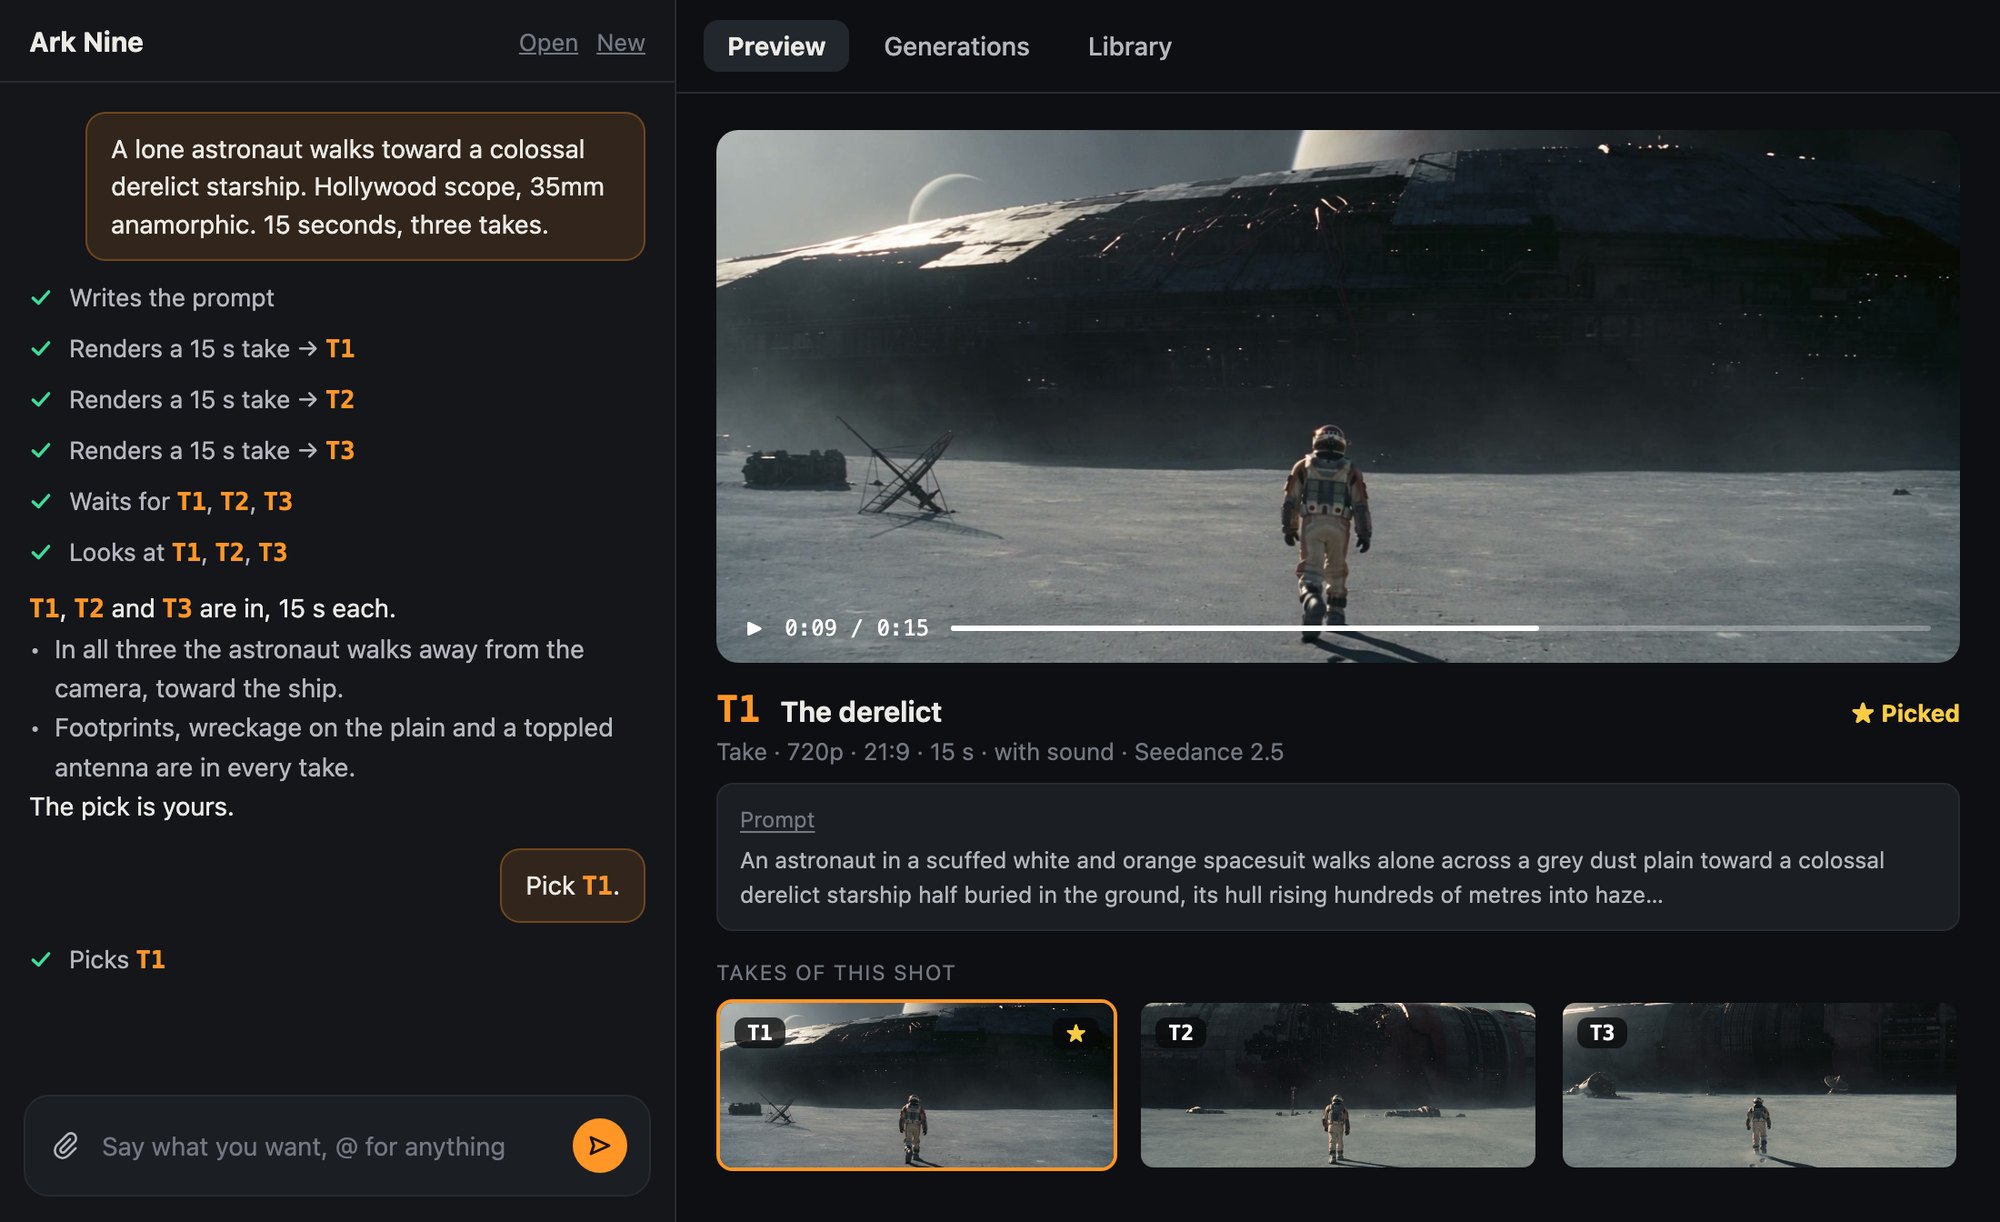 Ark Nine
Open New
A lone astronaut walks toward a colossal
derelict starship. Hollywood scope, 35mm
anamorphic. 15 seconds, three takes.
Writes the prompt
Renders a 15 s take → T1
Renders a 15 s take → T2
Renders a 15 s take → T3
Waits for T1, T2, T3
Looks at T1, T2, T3
T1, T2 and T3 are in, 15 s each.
• In all three the astronaut walks away from the
camera, toward the ship.
• Footprints, wreckage on the plain and a toppled
antenna are in every take.
The pick is yours.
Pick T1.
Picks T1
Say what you want, @ for anything
Preview Generations Library
0:09 / 0:15
T1 The derelict
Picked
Take · 720p · 21:9 · 15 s · with sound · Seedance 2.5
Prompt
An astronaut in a scuffed white and orange spacesuit walks alone across a grey dust plain toward a colossal
derelict starship half buried in the ground, its hull rising hundreds of metres into haze...
TAKES OF THIS SHOT
T1
T2
T3